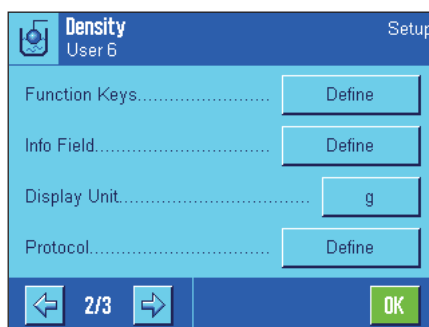 Density
User 6
Setup
Function Keys........................ Define
Info Field................................ Define
Display Unit.................................... g
Protocol................................. Define
2/3
OK